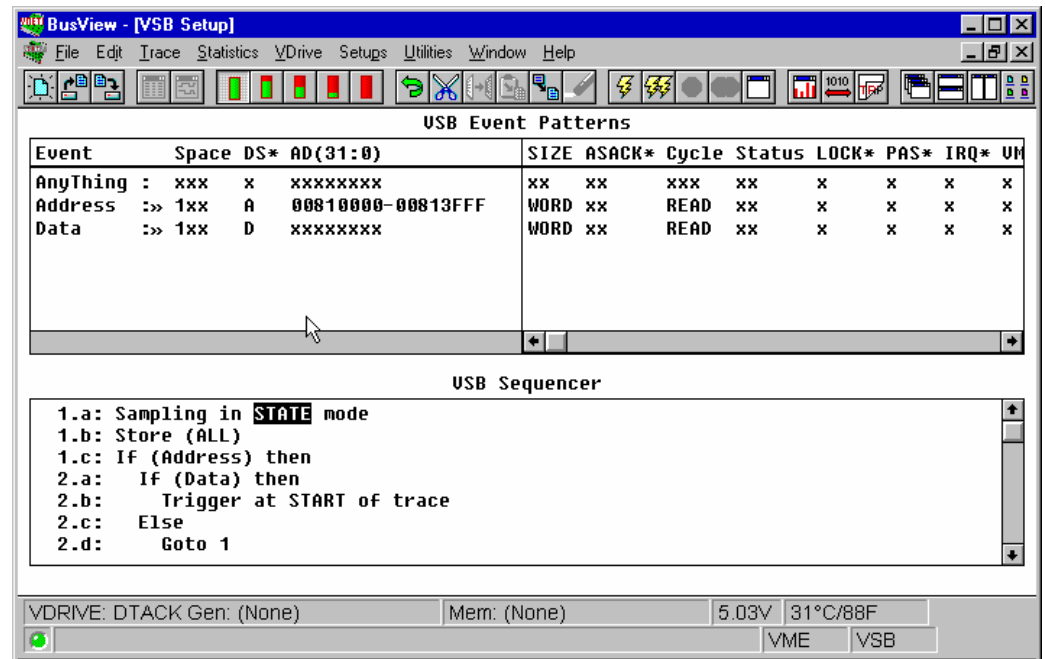 BusView - [VSB Setup]
File Edit Trace Statistics VDrive Setups Utilities Window Help
1010
TRP
VSB Event Patterns
Event Space DS* AD(31:0) SIZE ASACK* Cycle Status LOCK* PAS* IRQ* VM
AnyThing : xxx x xxxxxxxx xx xx xxx xx x x x x
Address :» 1xx A 00810000-00813FFF WORD xx READ xx x x x x
Data :» 1xx D xxxxxxxx WORD xx READ xx x x x x
VSB Sequencer
1.a: Sampling in STATE mode
1.b: Store (ALL)
1.c: If (Address) then
2.a: If (Data) then
2.b: Trigger at START of trace
2.c: Else
2.d: Goto 1
VDRIVE: DTACK Gen: (None) Mem: (None) 5.03V 31°C/88F
VME VSB